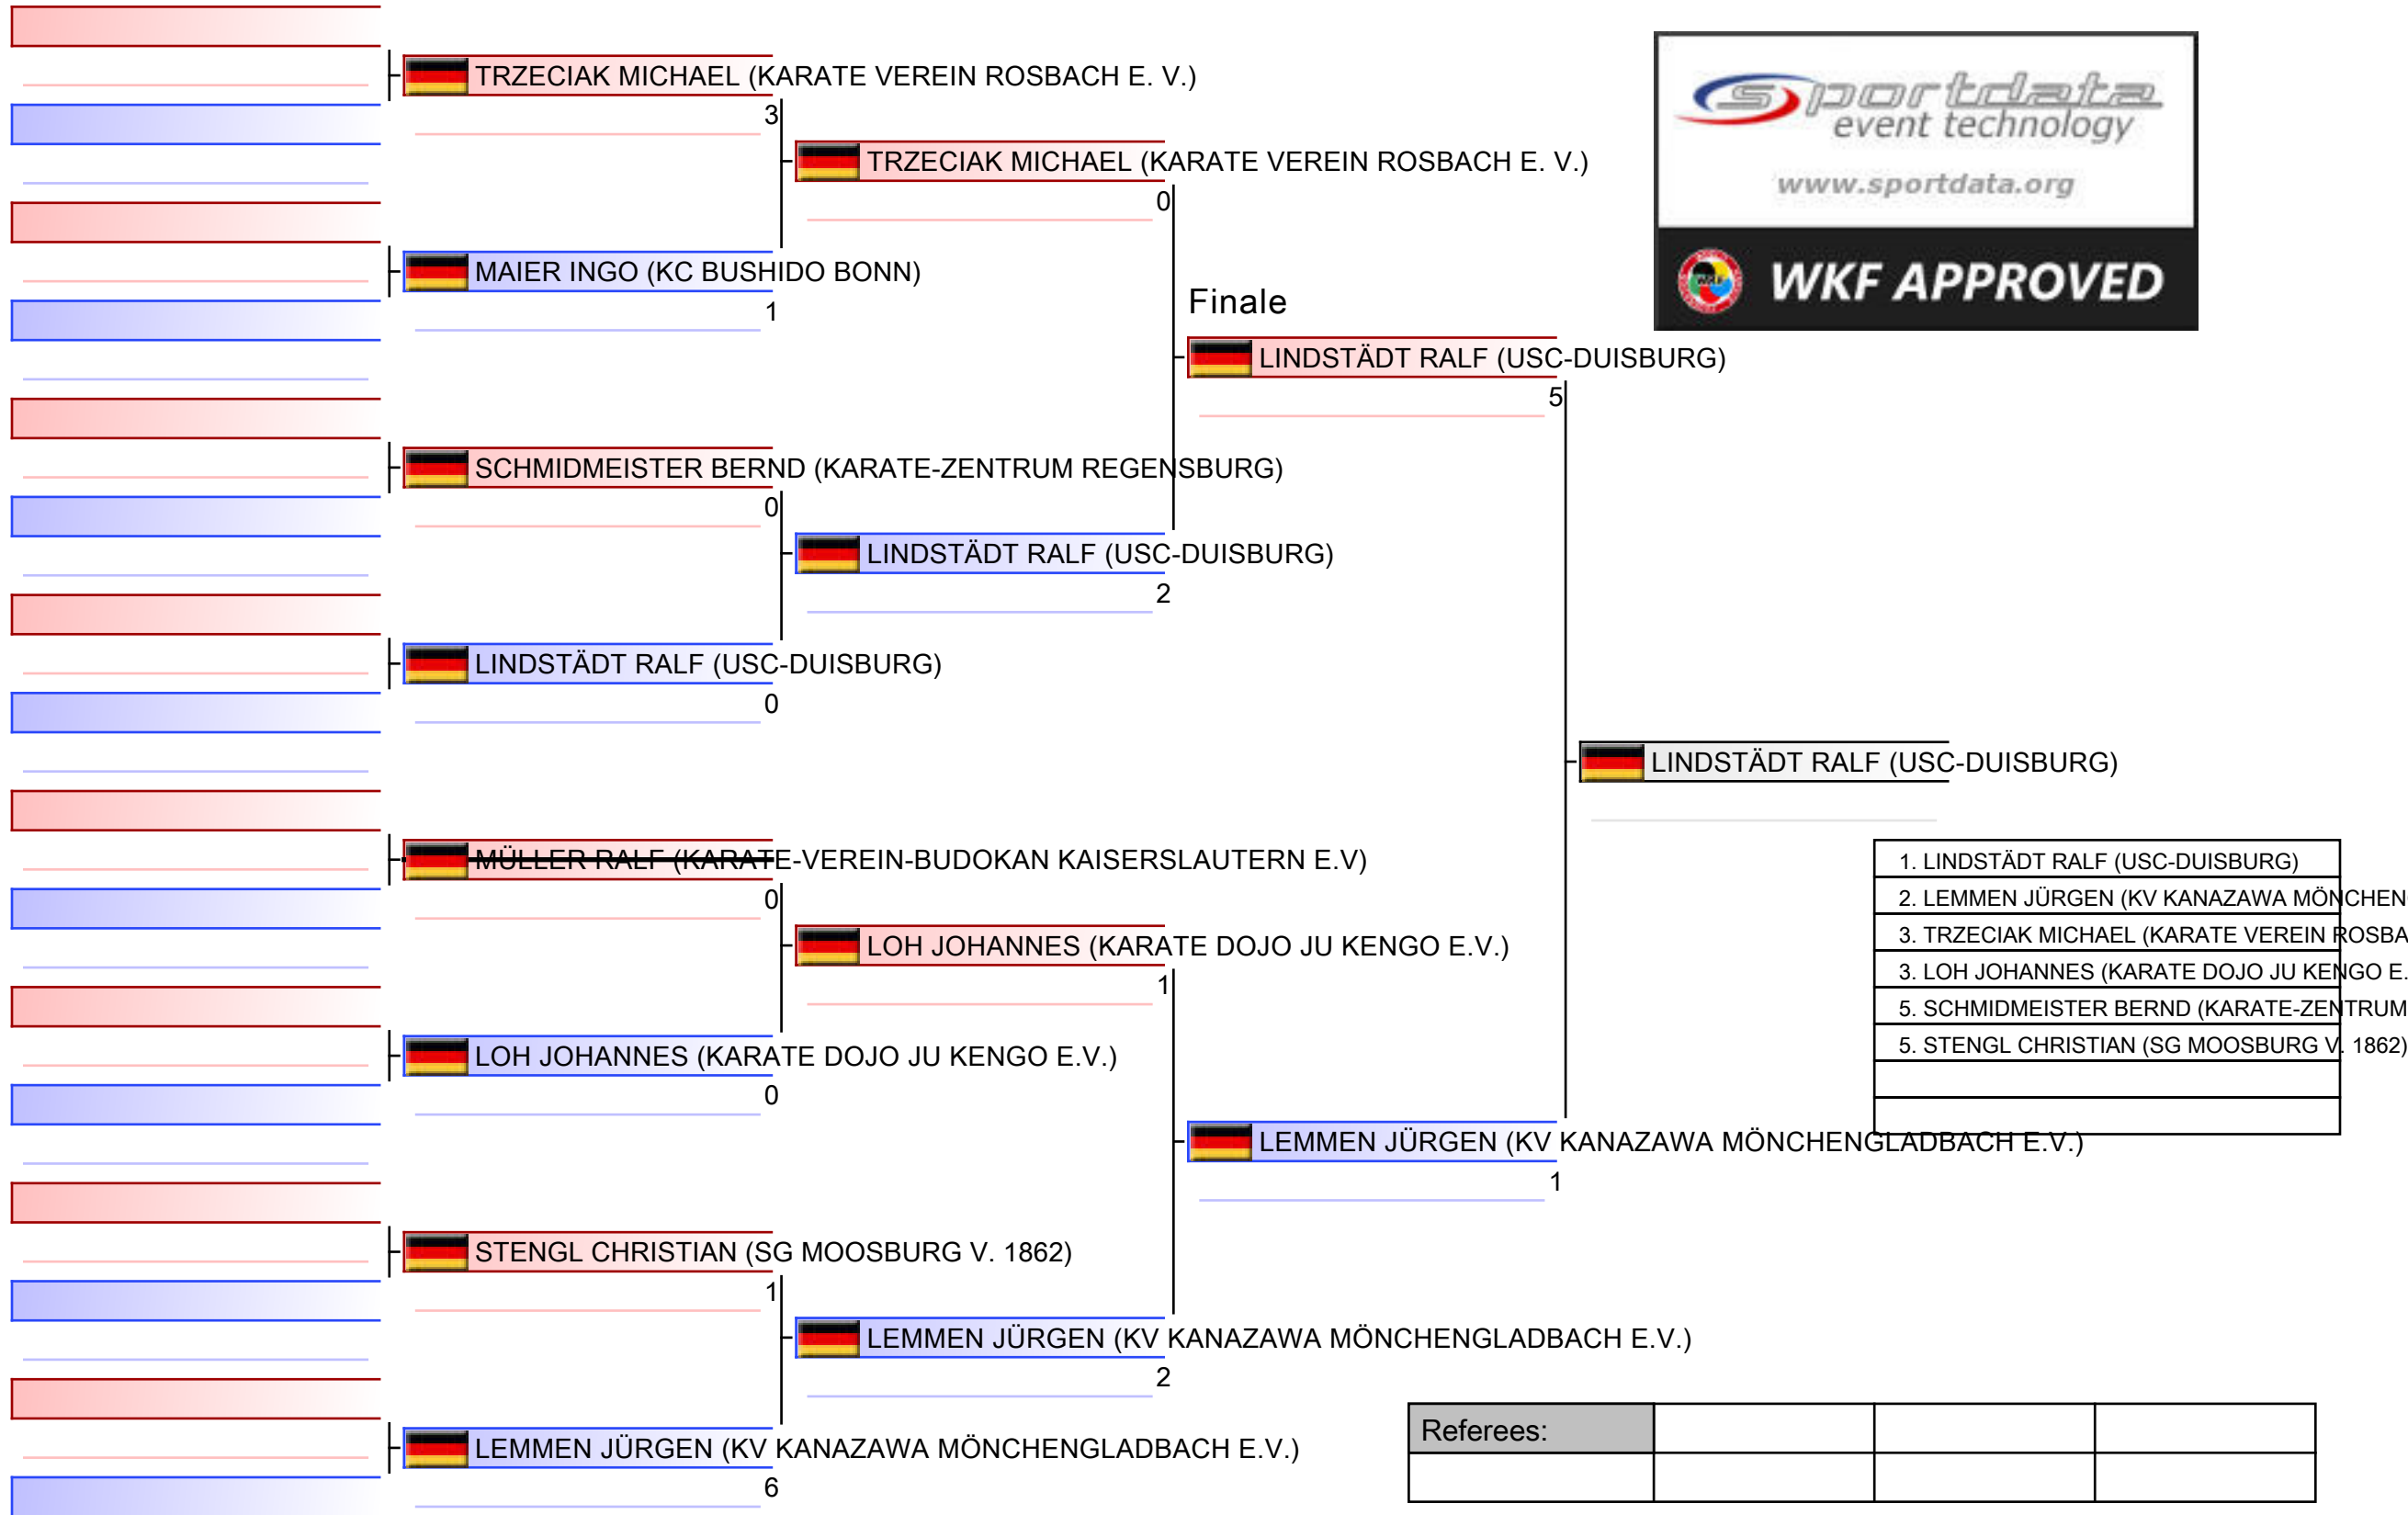 TRZECIAK MICHAEL (KARATE VEREIN ROSBACH E. V.)
3
TRZECIAK MICHAEL (KARATE VEREIN ROSBACH E. V.)
0
MAIER INGO (KC BUSHIDO BONN)
1
Finale
LINDSTÄDT RALF (USC-DUISBURG)
5
SCHMIDMEISTER BERND (KARATE-ZENTRUM REGENSBURG)
0
LINDSTÄDT RALF (USC-DUISBURG)
2
LINDSTÄDT RALF (USC-DUISBURG)
0
LINDSTÄDT RALF (USC-DUISBURG)
MÜLLER RALF (KARATE-VEREIN-BUDOKAN KAISERSLAUTERN E.V)
0
LOH JOHANNES (KARATE DOJO JU KENGO E.V.)
1
LOH JOHANNES (KARATE DOJO JU KENGO E.V.)
0
LEMMEN JÜRGEN (KV KANAZAWA MÖNCHENGLADBACH E.V.)
1
STENGL CHRISTIAN (SG MOOSBURG V. 1862)
1
LEMMEN JÜRGEN (KV KANAZAWA MÖNCHENGLADBACH E.V.)
2
LEMMEN JÜRGEN (KV KANAZAWA MÖNCHENGLADBACH E.V.)
6
sportdata
event technology
www.sportdata.org
WKF
WKF APPROVED
1. LINDSTÄDT RALF (USC-DUISBURG)
2. LEMMEN JÜRGEN (KV KANAZAWA MÖNCHEN
3. TRZECIAK MICHAEL (KARATE VEREIN ROSBA
3. LOH JOHANNES (KARATE DOJO JU KENGO E.
5. SCHMIDMEISTER BERND (KARATE-ZENTRUM
5. STENGL CHRISTIAN (SG MOOSBURG V. 1862)
Referees: